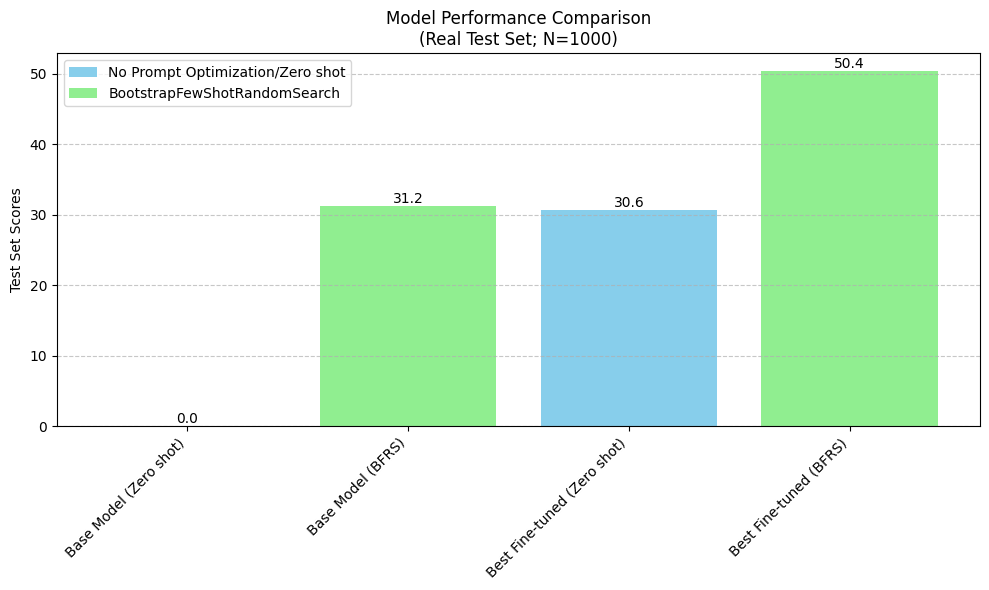 Model Performance Comparison
(Real Test Set; N=1000)
No Prompt Optimization/Zero shot
BootstrapFewShotRandomSearch
Test Set Scores
50
40
30
20
10
0
0.0
31.2
30.6
50.4
Base Model (Zero shot)
Base Model (BFRS)
Best Fine-tuned (Zero shot)
Best Fine-tuned (BFRS)